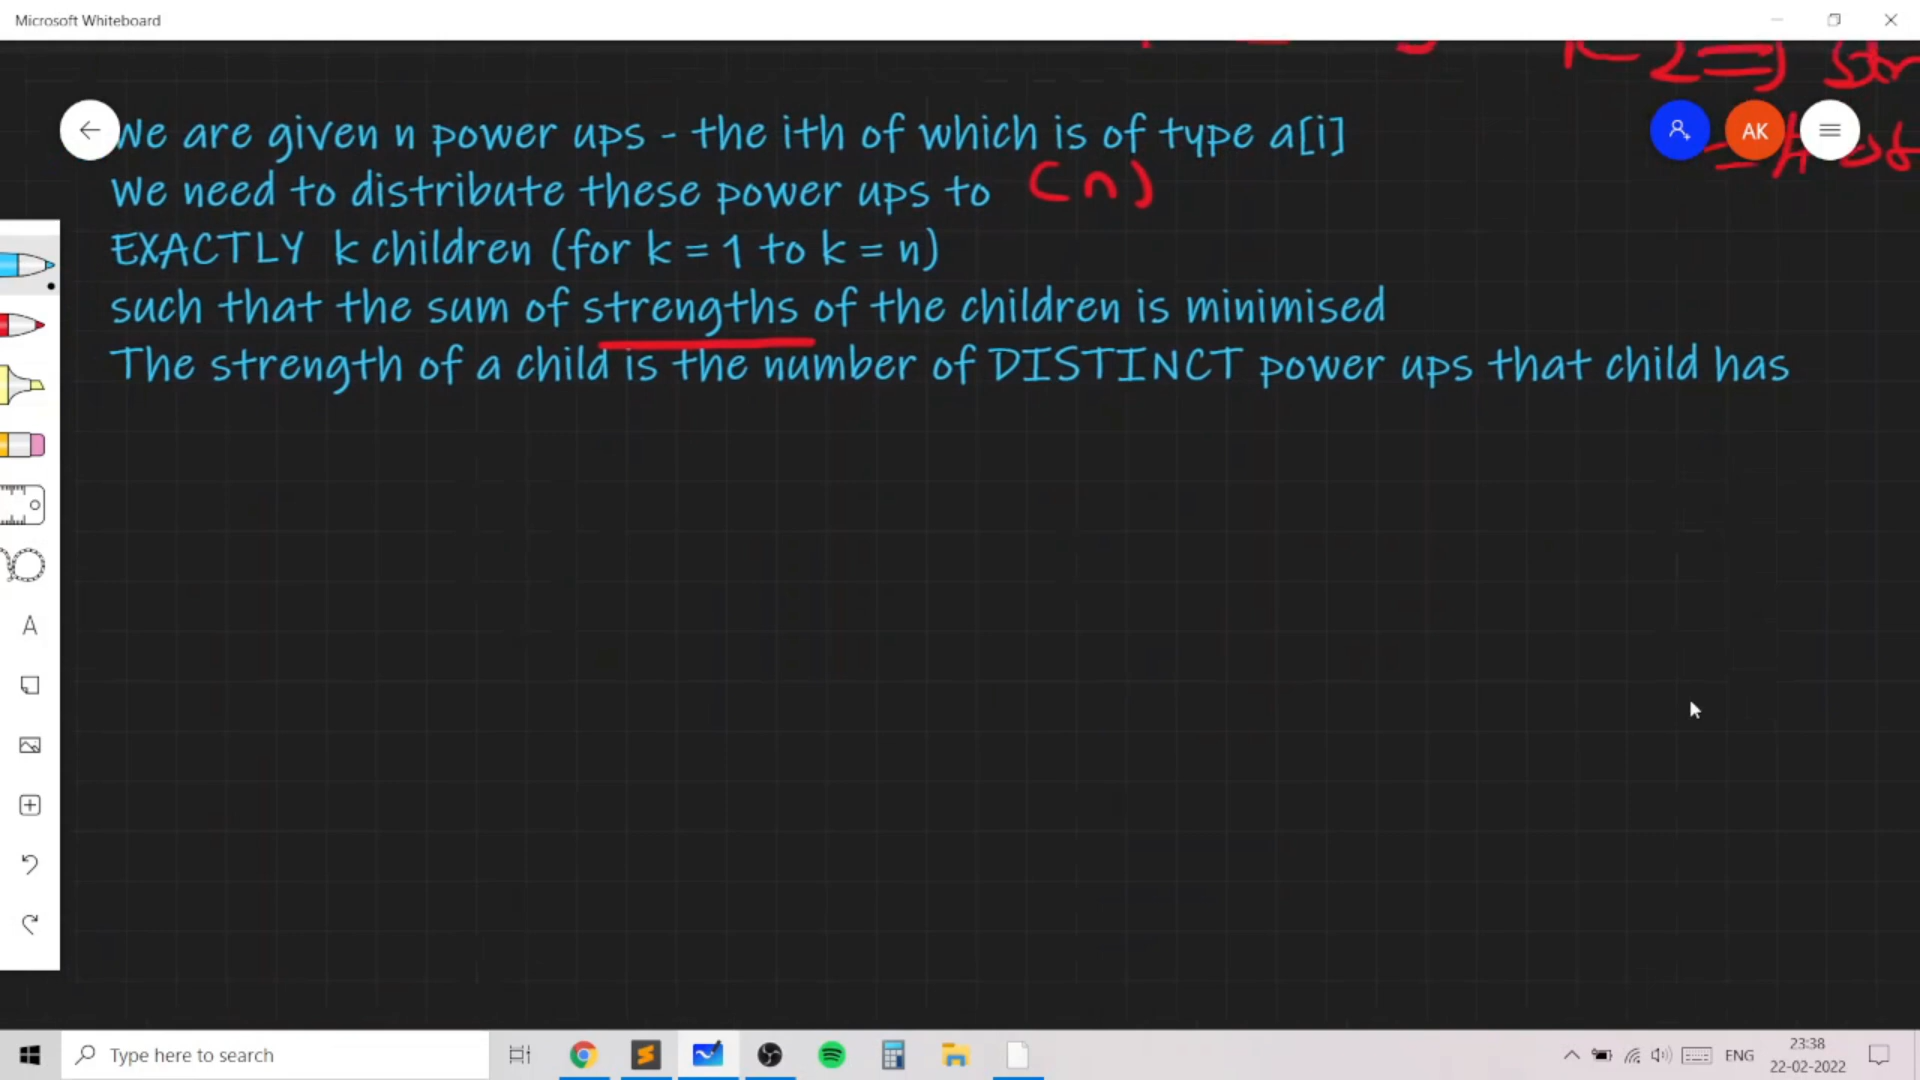 Microsoft Whiteboard
We are given n power ups - the ith of which is of type a[i]
We need to distribute these power ups to (n)
EXACTLY k children (for k = 1 to k = n)
such that the sum of strengths of the children is minimised
The strength of a child is the number of DISTINCT power ups that child has
AK
A
Type here to search
ENG
23:38
22-02-2022